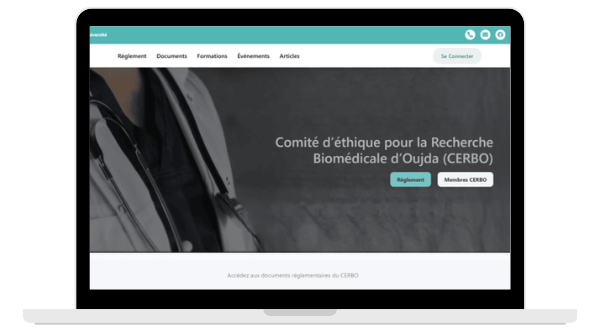 Règlement Documents Formations Événements Articles Se Connecter
Comité d'éthique pour la Recherche
Biomédicale d'Oujda (CERBO)
Règlement Membres CERBO
Accédez aux documents réglementaires du CERBO